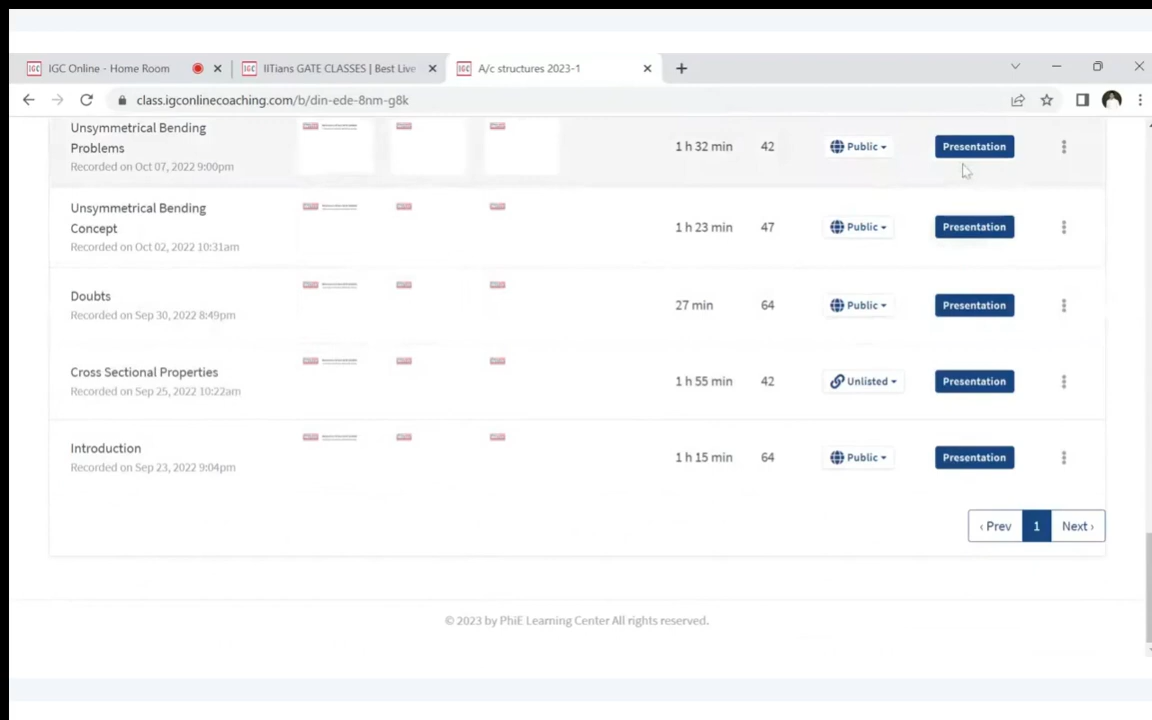 IGC IGC Online - Home Room
IGC IITians GATE CLASSES | Best Live
IGC A/c structures 2023-1
class.igconlinecoaching.com/b/din-ede-8nm-g8k
Unsymmetrical Bending
Problems
Recorded on Oct 07, 2022 9:00pm
1 h 32 min 42 Public Presentation
Unsymmetrical Bending
Concept
Recorded on Oct 02, 2022 10:31am
1 h 23 min 47 Public Presentation
Doubts
Recorded on Sep 30, 2022 8:49pm
27 min 64 Public Presentation
Cross Sectional Properties
Recorded on Sep 25, 2022 10:22am
1 h 55 min 42 Unlisted Presentation
Introduction
Recorded on Sep 23, 2022 9:04pm
1 h 15 min 64 Public Presentation
‹ Prev 1 Next ›
© 2023 by PhiE Learning Center All rights reserved.